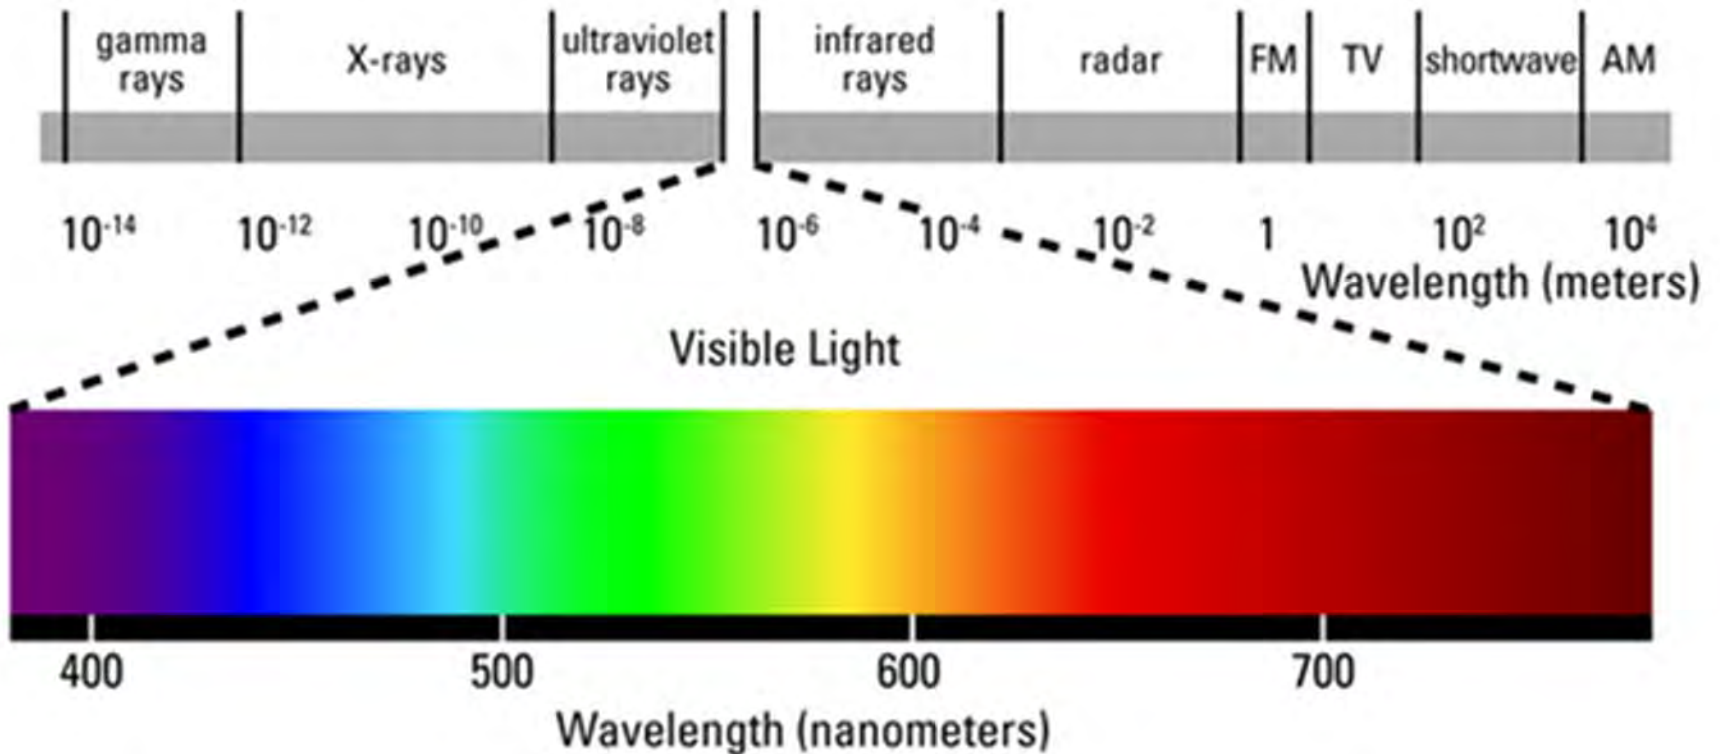 gamma rays X-rays ultraviolet rays infrared rays radar FM TV shortwave AM
10⁻¹⁴ 10⁻¹² 10⁻¹⁰ 10⁻⁸ 10⁻⁶ 10⁻⁴ 10⁻² 1 10² 10⁴
Wavelength (meters)
Visible Light
400 500 600 700
Wavelength (nanometers)